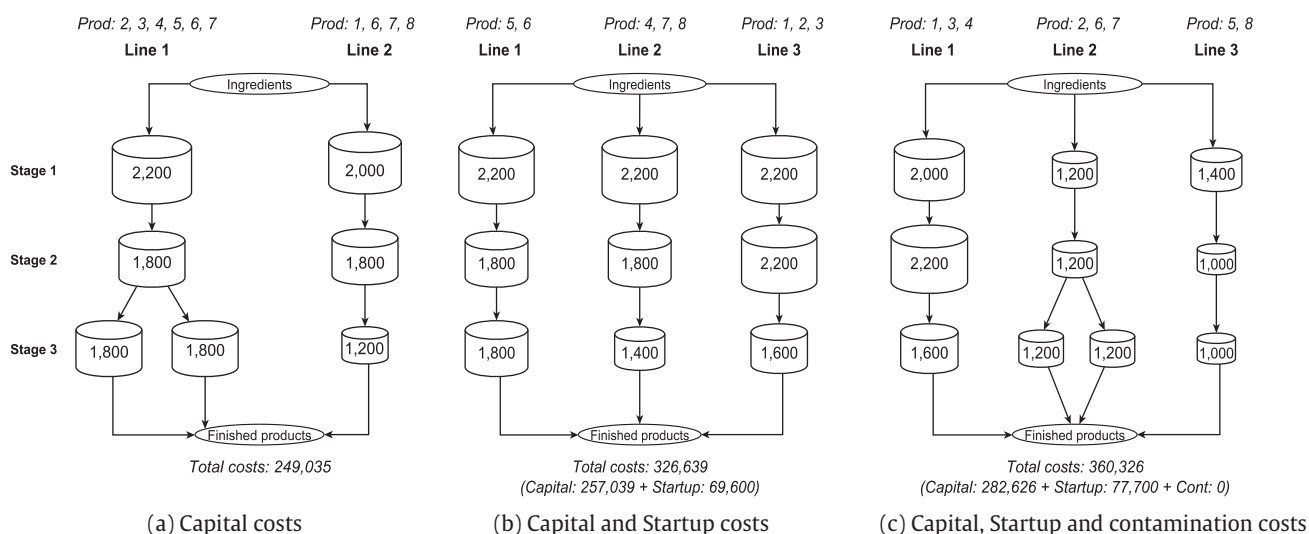 Prod: 2, 3, 4, 5, 6, 7
Prod: 1, 6, 7, 8
Line 1
Line 2
Ingredients
Stage 1
2,200
2,000
Stage 2
1,800
1,800
Stage 3
1,800
1,800
1,200
Finished products
Total costs: 249,035
(a) Capital costs
Prod: 5, 6
Prod: 4, 7, 8
Prod: 1, 2, 3
Line 1
Line 2
Line 3
Ingredients
2,200
2,200
2,200
1,800
1,800
2,200
1,800
1,400
1,600
Finished products
Total costs: 326,639
(Capital: 257,039 + Startup: 69,600)
(b) Capital and Startup costs
Prod: 1, 3, 4
Prod: 2, 6, 7
Prod: 5, 8
Line 1
Line 2
Line 3
Ingredients
2,000
1,200
1,400
2,200
1,200
1,000
1,600
1,200
1,200
1,000
Finished products
Total costs: 360,326
(Capital: 282,626 + Startup: 77,700 + Cont: 0)
(c) Capital, Startup and contamination costs